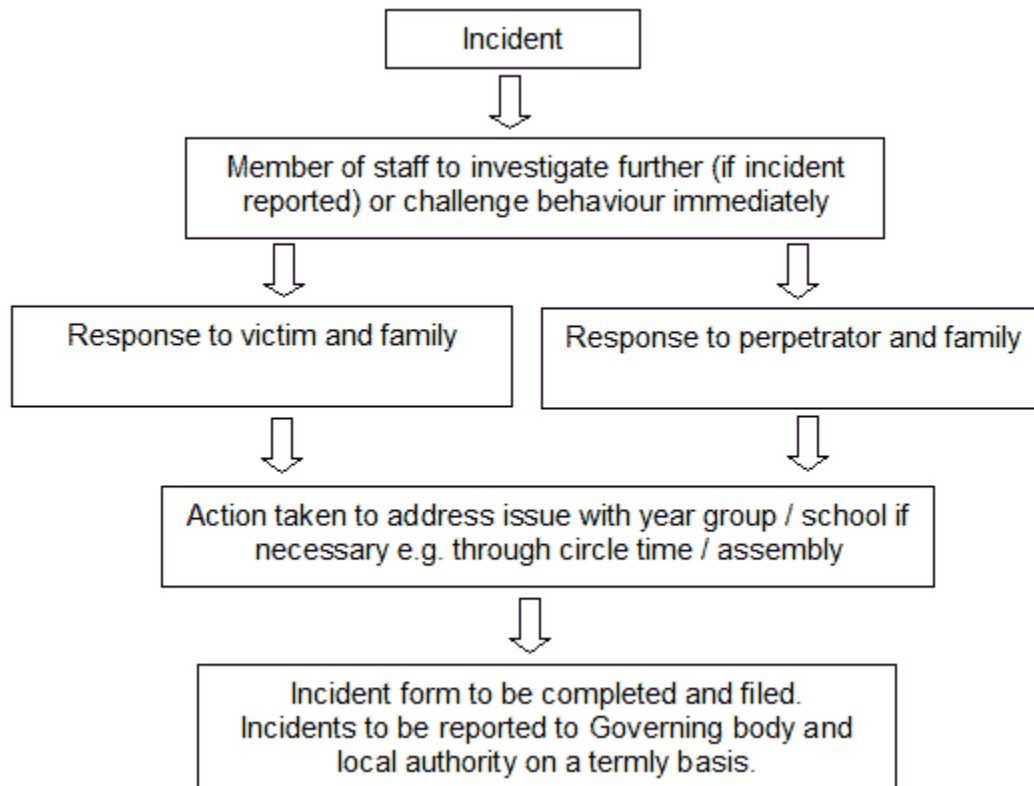 Incident
Member of staff to investigate further (if incident
reported) or challenge behaviour immediately
Response to victim and family
Response to perpetrator and family
Action taken to address issue with year group / school if
necessary e.g. through circle time / assembly
Incident form to be completed and filed.
Incidents to be reported to Governing body and
local authority on a termly basis.